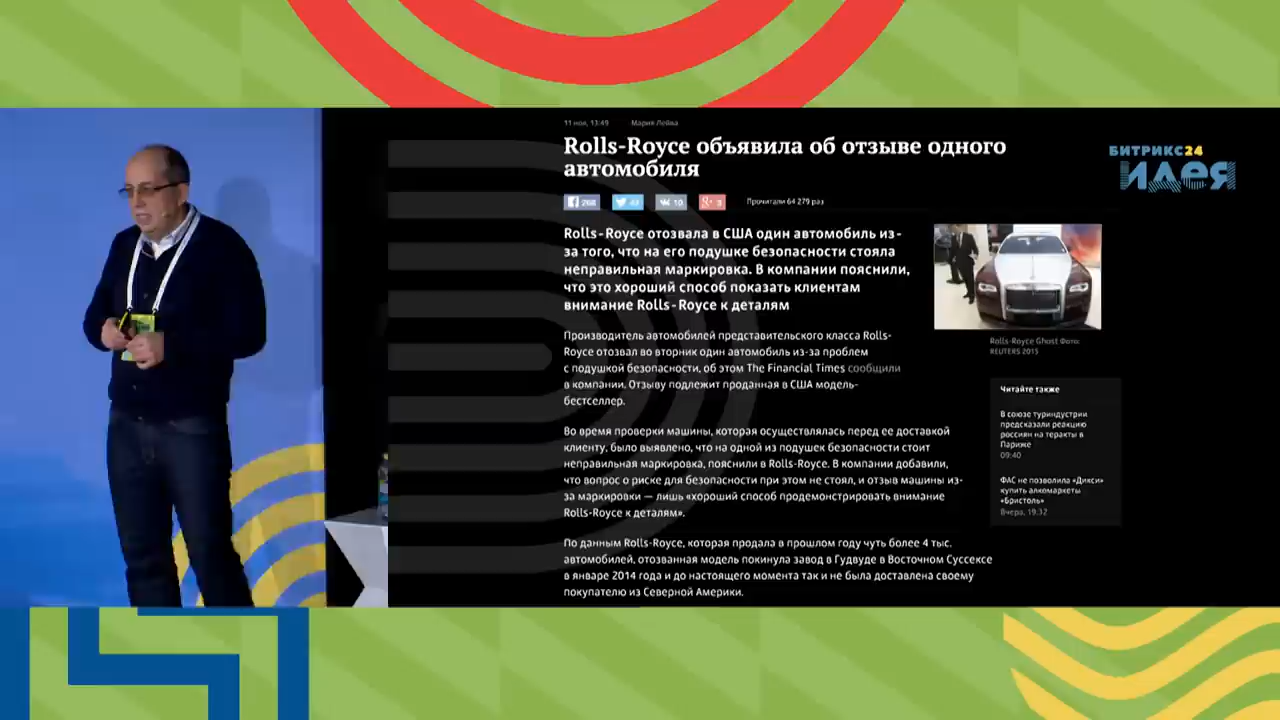 11 ноя, 13:49 Мария Лейва
Rolls-Royce объявила об отзыве одного
автомобиля
268 43 10 3 Прочитали 64 279 раз
БИТРИКС24
ИДЕЯ
Rolls-Royce отозвала в США один автомобиль из-
за того, что на его подушке безопасности стояла
неправильная маркировка. В компании пояснили,
что это хороший способ показать клиентам
внимание Rolls-Royce к деталям
Rolls-Royce Ghost Фото:
REUTERS 2015
Производитель автомобилей представительского класса Rolls-
Royce отозвал во вторник один автомобиль из-за проблем
с подушкой безопасности, об этом The Financial Times сообщили
в компании. Отзыву подлежит проданная в США модель-
бестселлер.
Во время проверки машины, которая осуществлялась перед ее доставкой
клиенту, было выявлено, что на одной из подушек безопасности стоит
неправильная маркировка, пояснили в Rolls-Royce. В компании добавили,
что вопрос о риске для безопасности при этом не стоял, и отзыв машины из-
за маркировки — лишь «хороший способ продемонстрировать внимание
Rolls-Royce к деталям».
По данным Rolls-Royce, которая продала в прошлом году чуть более 4 тыс.
автомобилей, отозванная модель покинула завод в Гудвуде в Восточном Суссексе
в январе 2014 года и до настоящего момента так и не была доставлена своему
покупателю из Северной Америки.
Читайте также
В союзе туриндустрии
предсказали реакцию
россиян на теракты в
Париже
09:40
ФАС не позволила «Дикси»
купить алкомаркеты
«Бристоль»
Вчера, 19:32